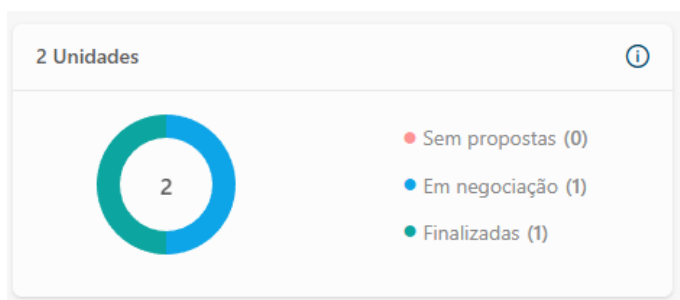 2 Unidades
2
Sem propostas (0)
Em negociação (1)
Finalizadas (1)